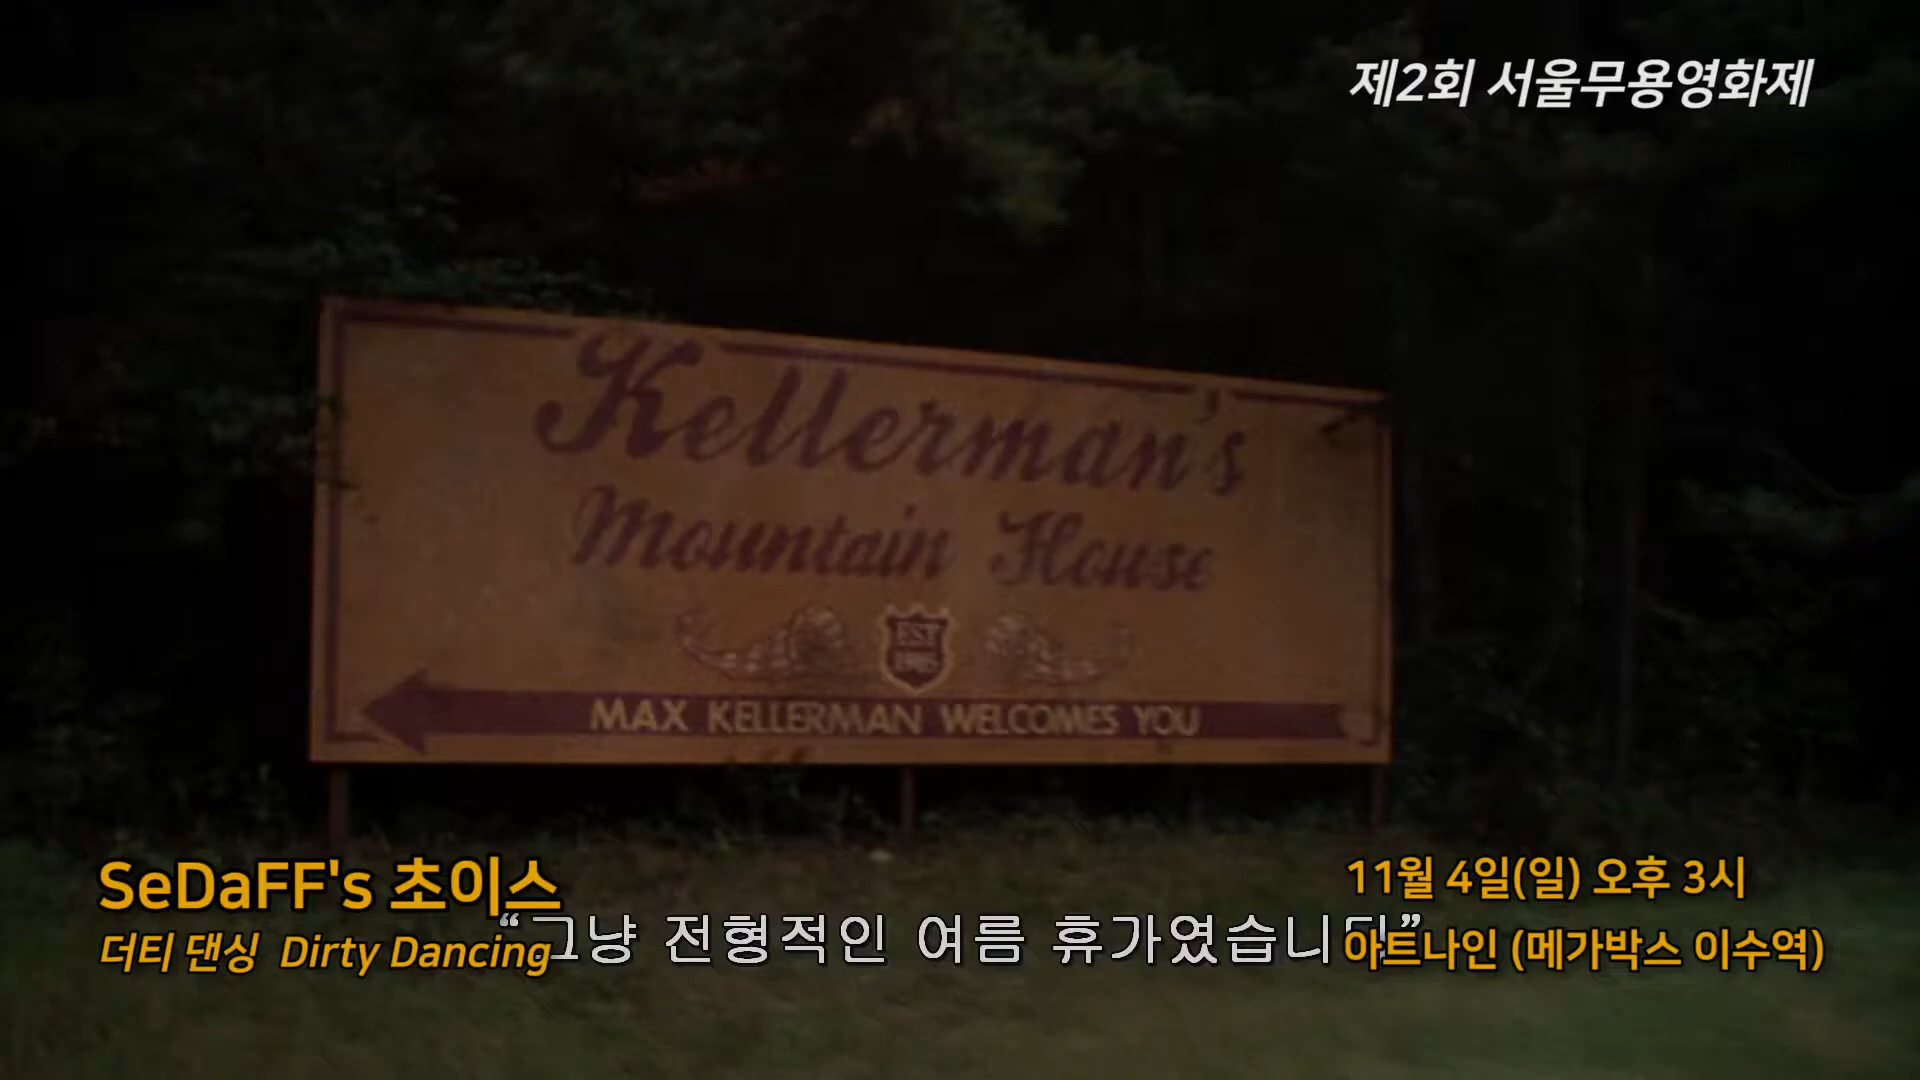 제2회 서울무용영화제
Kellerman's
Mountain House
EST
MAX KELLERMAN WELCOMES YOU
SeDaFF's 초이스
더티 댄싱 Dirty Dancing
“그냥 전형적인 여름 휴가였습니다”
11월 4일(일) 오후 3시
아트나인 (메가박스 이수역)